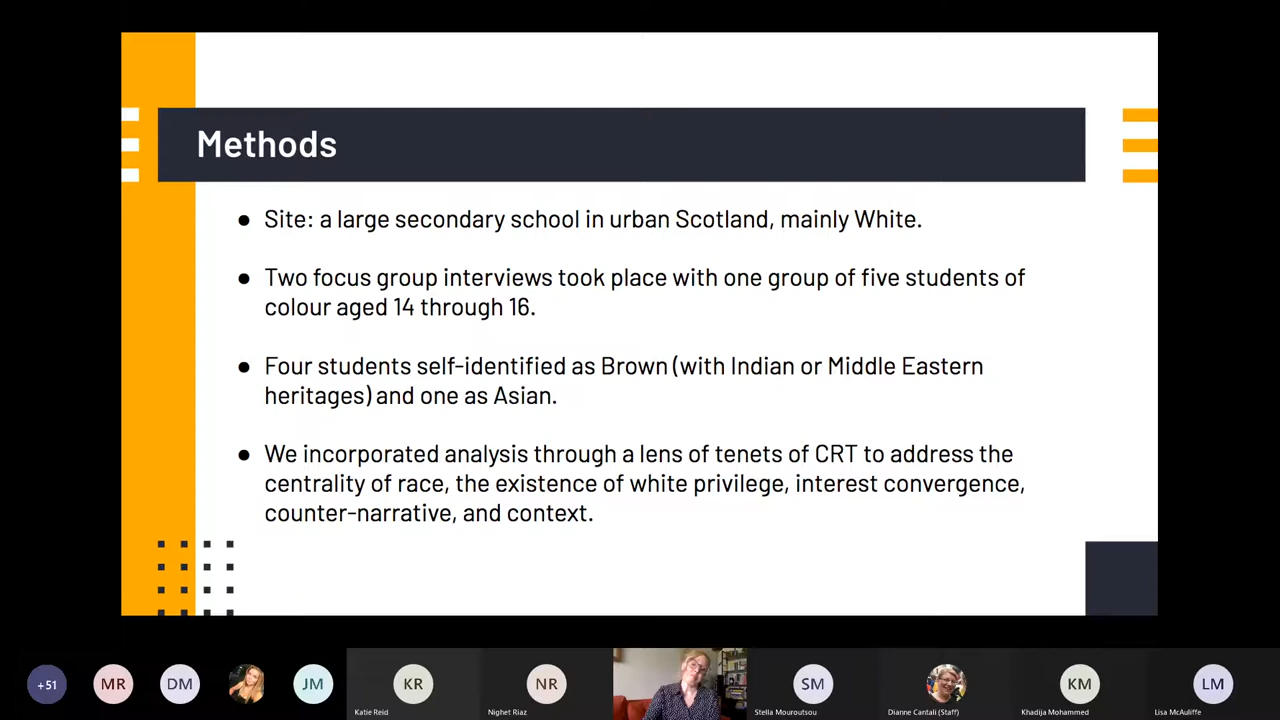 Methods
● Site: a large secondary school in urban Scotland, mainly White.
● Two focus group interviews took place with one group of five students of
colour aged 14 through 16.
● Four students self-identified as Brown (with Indian or Middle Eastern
heritages) and one as Asian.
● We incorporated analysis through a lens of tenets of CRT to address the
centrality of race, the existence of white privilege, interest convergence,
counter-narrative, and context.
+51 MR DM JM KR NR SM KM LM
Katie Reid Nighet Riaz Stella Mouroutsou Dianne Cantali (Staff) Khadija Mohammed Lisa McAuliffe